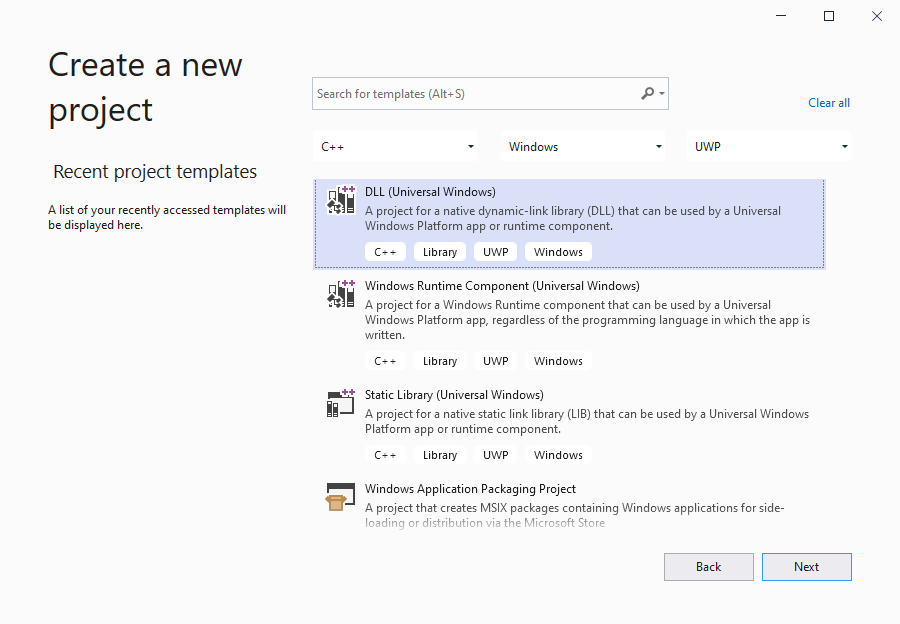 Create a new
project
Recent project templates
A list of your recently accessed templates will
be displayed here.
Search for templates (Alt+S)
Clear all
C++
Windows
UWP
DLL (Universal Windows)
A project for a native dynamic-link library (DLL) that can be used by a Universal
Windows Platform app or runtime component.
C++ Library UWP Windows
Windows Runtime Component (Universal Windows)
A project for a Windows Runtime component that can be used by a Universal
Windows Platform app, regardless of the programming language in which the app is
written.
C++ Library UWP Windows
Static Library (Universal Windows)
A project for a native static link library (LIB) that can be used by a Universal Windows
Platform app or runtime component.
C++ Library UWP Windows
Windows Application Packaging Project
A project that creates MSIX packages containing Windows applications for side-
loading or distribution via the Microsoft Store
Back
Next